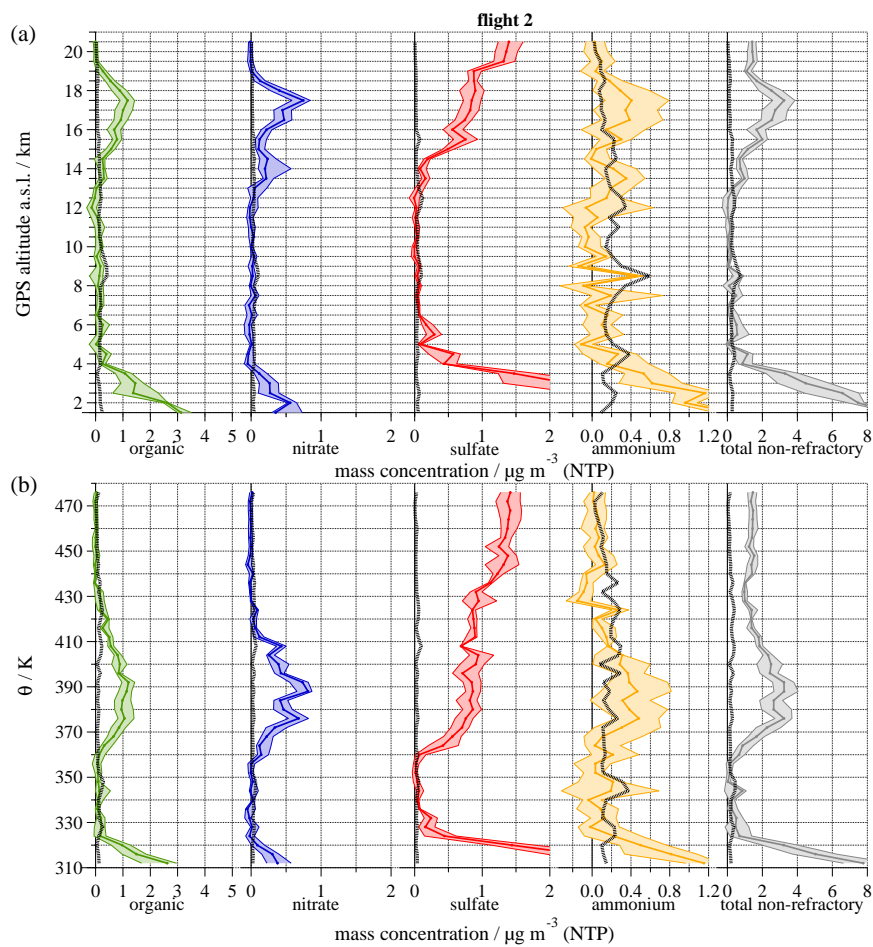 flight 2
(a)
GPS altitude a.s.l. / km
20
18
16
14
12
10
8
6
4
2
0 1 2 3 4 5
0 1 2
0 1 2
0.0 0.4 0.8 1.2
0 4 8
organic nitrate sulfate ammonium total non-refractory
mass concentration / µg m⁻³ (NTP)
(b)
θ / K
470
450
430
410
390
370
350
330
310
0 1 2 3 4 5
0 1 2
0 1 2
0.0 0.4 0.8 1.2
0 2 4 6 8
organic nitrate sulfate ammonium total non-refractory
mass concentration / µg m⁻³ (NTP)